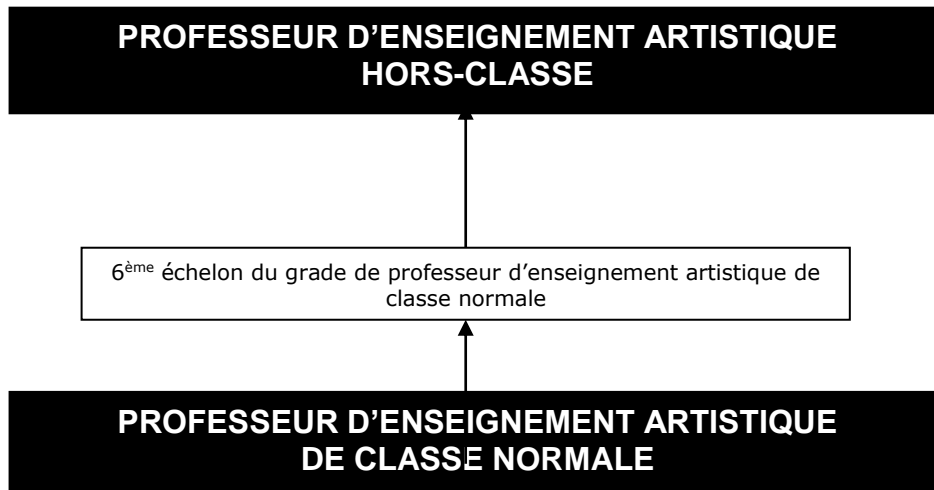 PROFESSEUR D’ENSEIGNEMENT ARTISTIQUE
HORS-CLASSE
6ème échelon du grade de professeur d’enseignement artistique de
classe normale
PROFESSEUR D’ENSEIGNEMENT ARTISTIQUE
DE CLASSE NORMALE